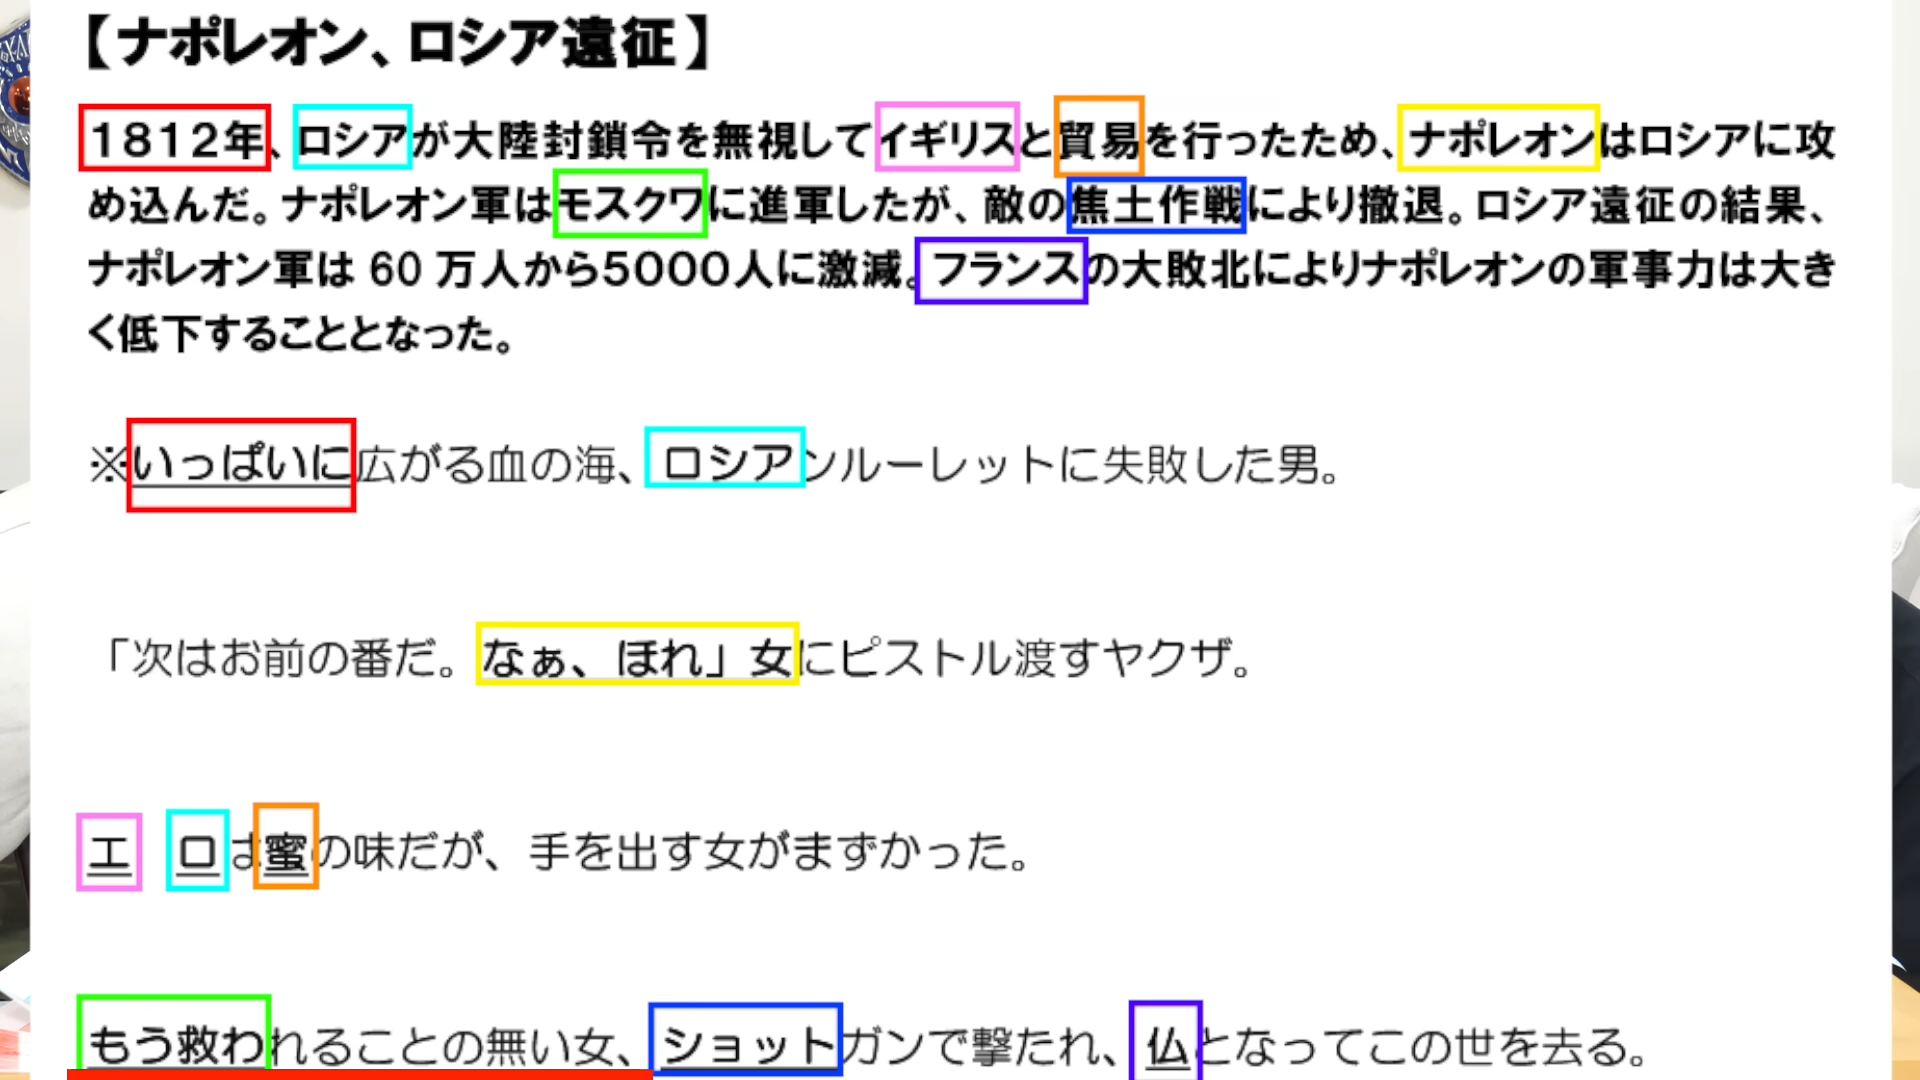 【ナポレオン、ロシア遠征】
1812年、ロシアが大陸封鎖令を無視してイギリスと貿易を行ったため、ナポレオンはロシアに攻
め込んだ。ナポレオン軍はモスクワに進軍したが、敵の焦土作戦により撤退。ロシア遠征の結果、
ナポレオン軍は 60 万人から5000人に激減。フランスの大敗北によりナポレオンの軍事力は大き
く低下することとなった。
※いっぱいに広がる血の海、ロシアンルーレットに失敗した男。
「次はお前の番だ。なぁ、ほれ」女にピストル渡すヤクザ。
エロは蜜の味だが、手を出す女がまずかった。
もう救われることの無い女、ショットガンで撃たれ、仏となってこの世を去る。